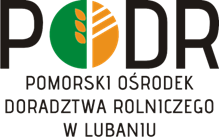 PODR
POMORSKI OŚRODEK
DORADZTWA ROLNICZEGO
W LUBANIU